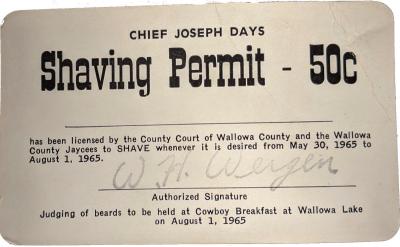 CHIEF JOSEPH DAYS
Shaving Permit - 50c
has been licensed by the County Court of Wallowa County and the Wallowa
County Jaycees to SHAVE whenever it is desired from May 30, 1965 to
August 1, 1965.
W. H. Wergen
Authorized Signature
Judging of beards to be held at Cowboy Breakfast at Wallowa Lake
on August 1, 1965